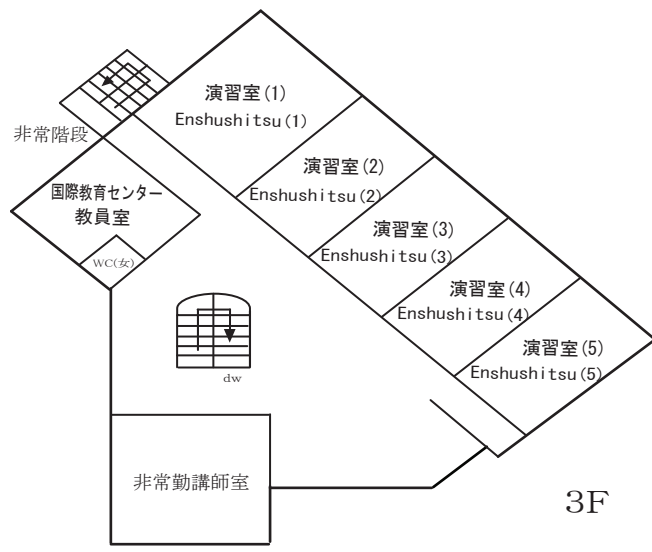 演習室(1)
Enshushitsu(1)
非常階段
演習室(2)
Enshushitsu(2)
国際教育センター
教員室
演習室(3)
Enshushitsu(3)
WC(女)
演習室(4)
Enshushitsu(4)
演習室(5)
Enshushitsu(5)
dw
非常勤講師室
3F